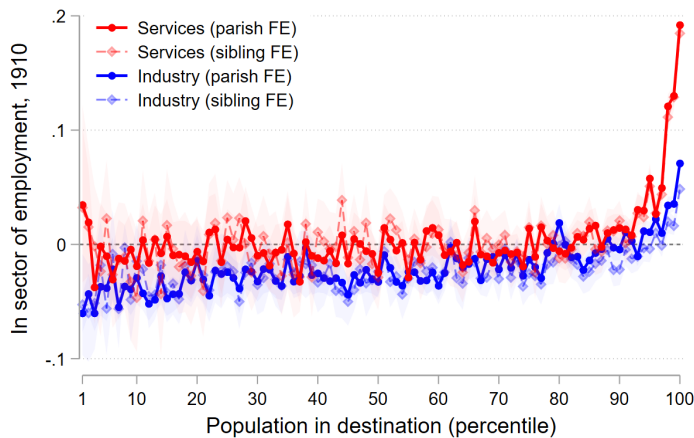 Services (parish FE)
Services (sibling FE)
Industry (parish FE)
Industry (sibling FE)
In sector of employment, 1910
.2
.1
0
-.1
1 10 20 30 40 50 60 70 80 90 100
Population in destination (percentile)